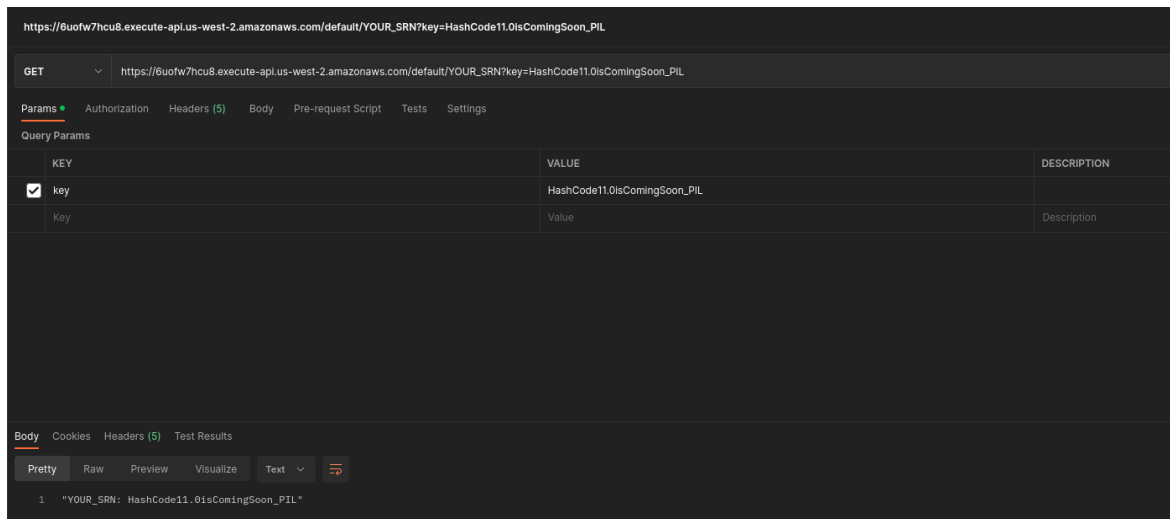 https://6uofw7hcu8.execute-api.us-west-2.amazonaws.com/default/YOUR_SRN?key=HashCode11.0isComingSoon_PIL
GET https://6uofw7hcu8.execute-api.us-west-2.amazonaws.com/default/YOUR_SRN?key=HashCode11.0isComingSoon_PIL
Params Authorization Headers (5) Body Pre-request Script Tests Settings
Query Params
KEY VALUE DESCRIPTION
key HashCode11.0isComingSoon_PIL
Key Value Description
Body Cookies Headers (5) Test Results
Pretty Raw Preview Visualize Text
1 "YOUR_SRN: HashCode11.0isComingSoon_PIL"